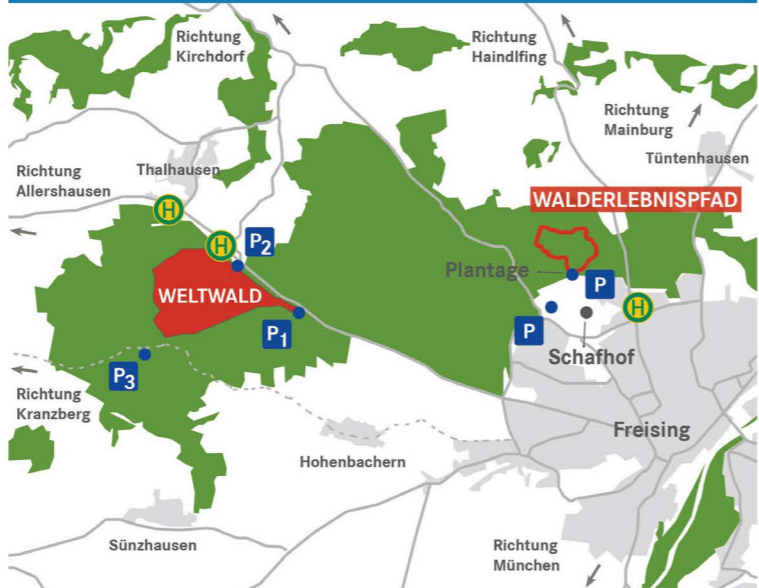 Richtung
Kirchdorf
Richtung
Haindlfing
Richtung
Mainburg
Tüntenhausen
Richtung
Allershausen
Thalhausen
WALDERLEBNISPFAD
H
H
P2
Plantage
P
WELTWALD
H
P1
P
Schafhof
P3
Richtung
Kranzberg
Freising
Hohenbachern
Sünzhausen
Richtung
München